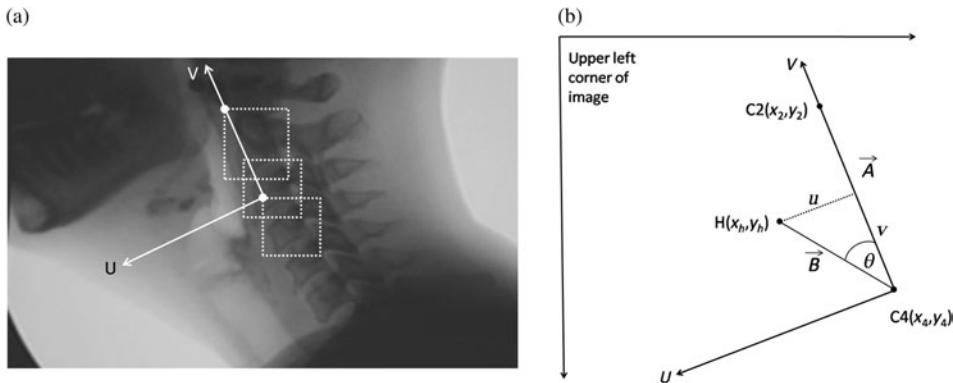 (a)
V
U
(b)
Upper left
corner of
image
V
C2(x₂,y₂)
A
u
H(xₕ,yₕ)
v
B
θ
C4(x₄,y₄)
U